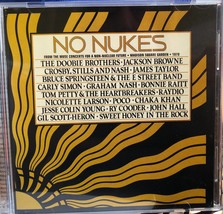 NO NUKES
FROM THE MUSE CONCERTS FOR A NON-NUCLEAR FUTURE • MADISON SQUARE GARDEN • 1979
THE DOOBIE BROTHERS • JACKSON BROWNE
CROSBY, STILLS AND NASH • JAMES TAYLOR
BRUCE SPRINGSTEEN & THE E STREET BAND
CARLY SIMON • GRAHAM NASH • BONNIE RAITT
TOM PETTY & THE HEARTBREAKERS • RAYDIO
NICOLETTE LARSON • POCO • CHAKA KHAN
JESSE COLIN YOUNG • RY COODER • JOHN HALL
GIL SCOTT-HERON • SWEET HONEY IN THE ROCK